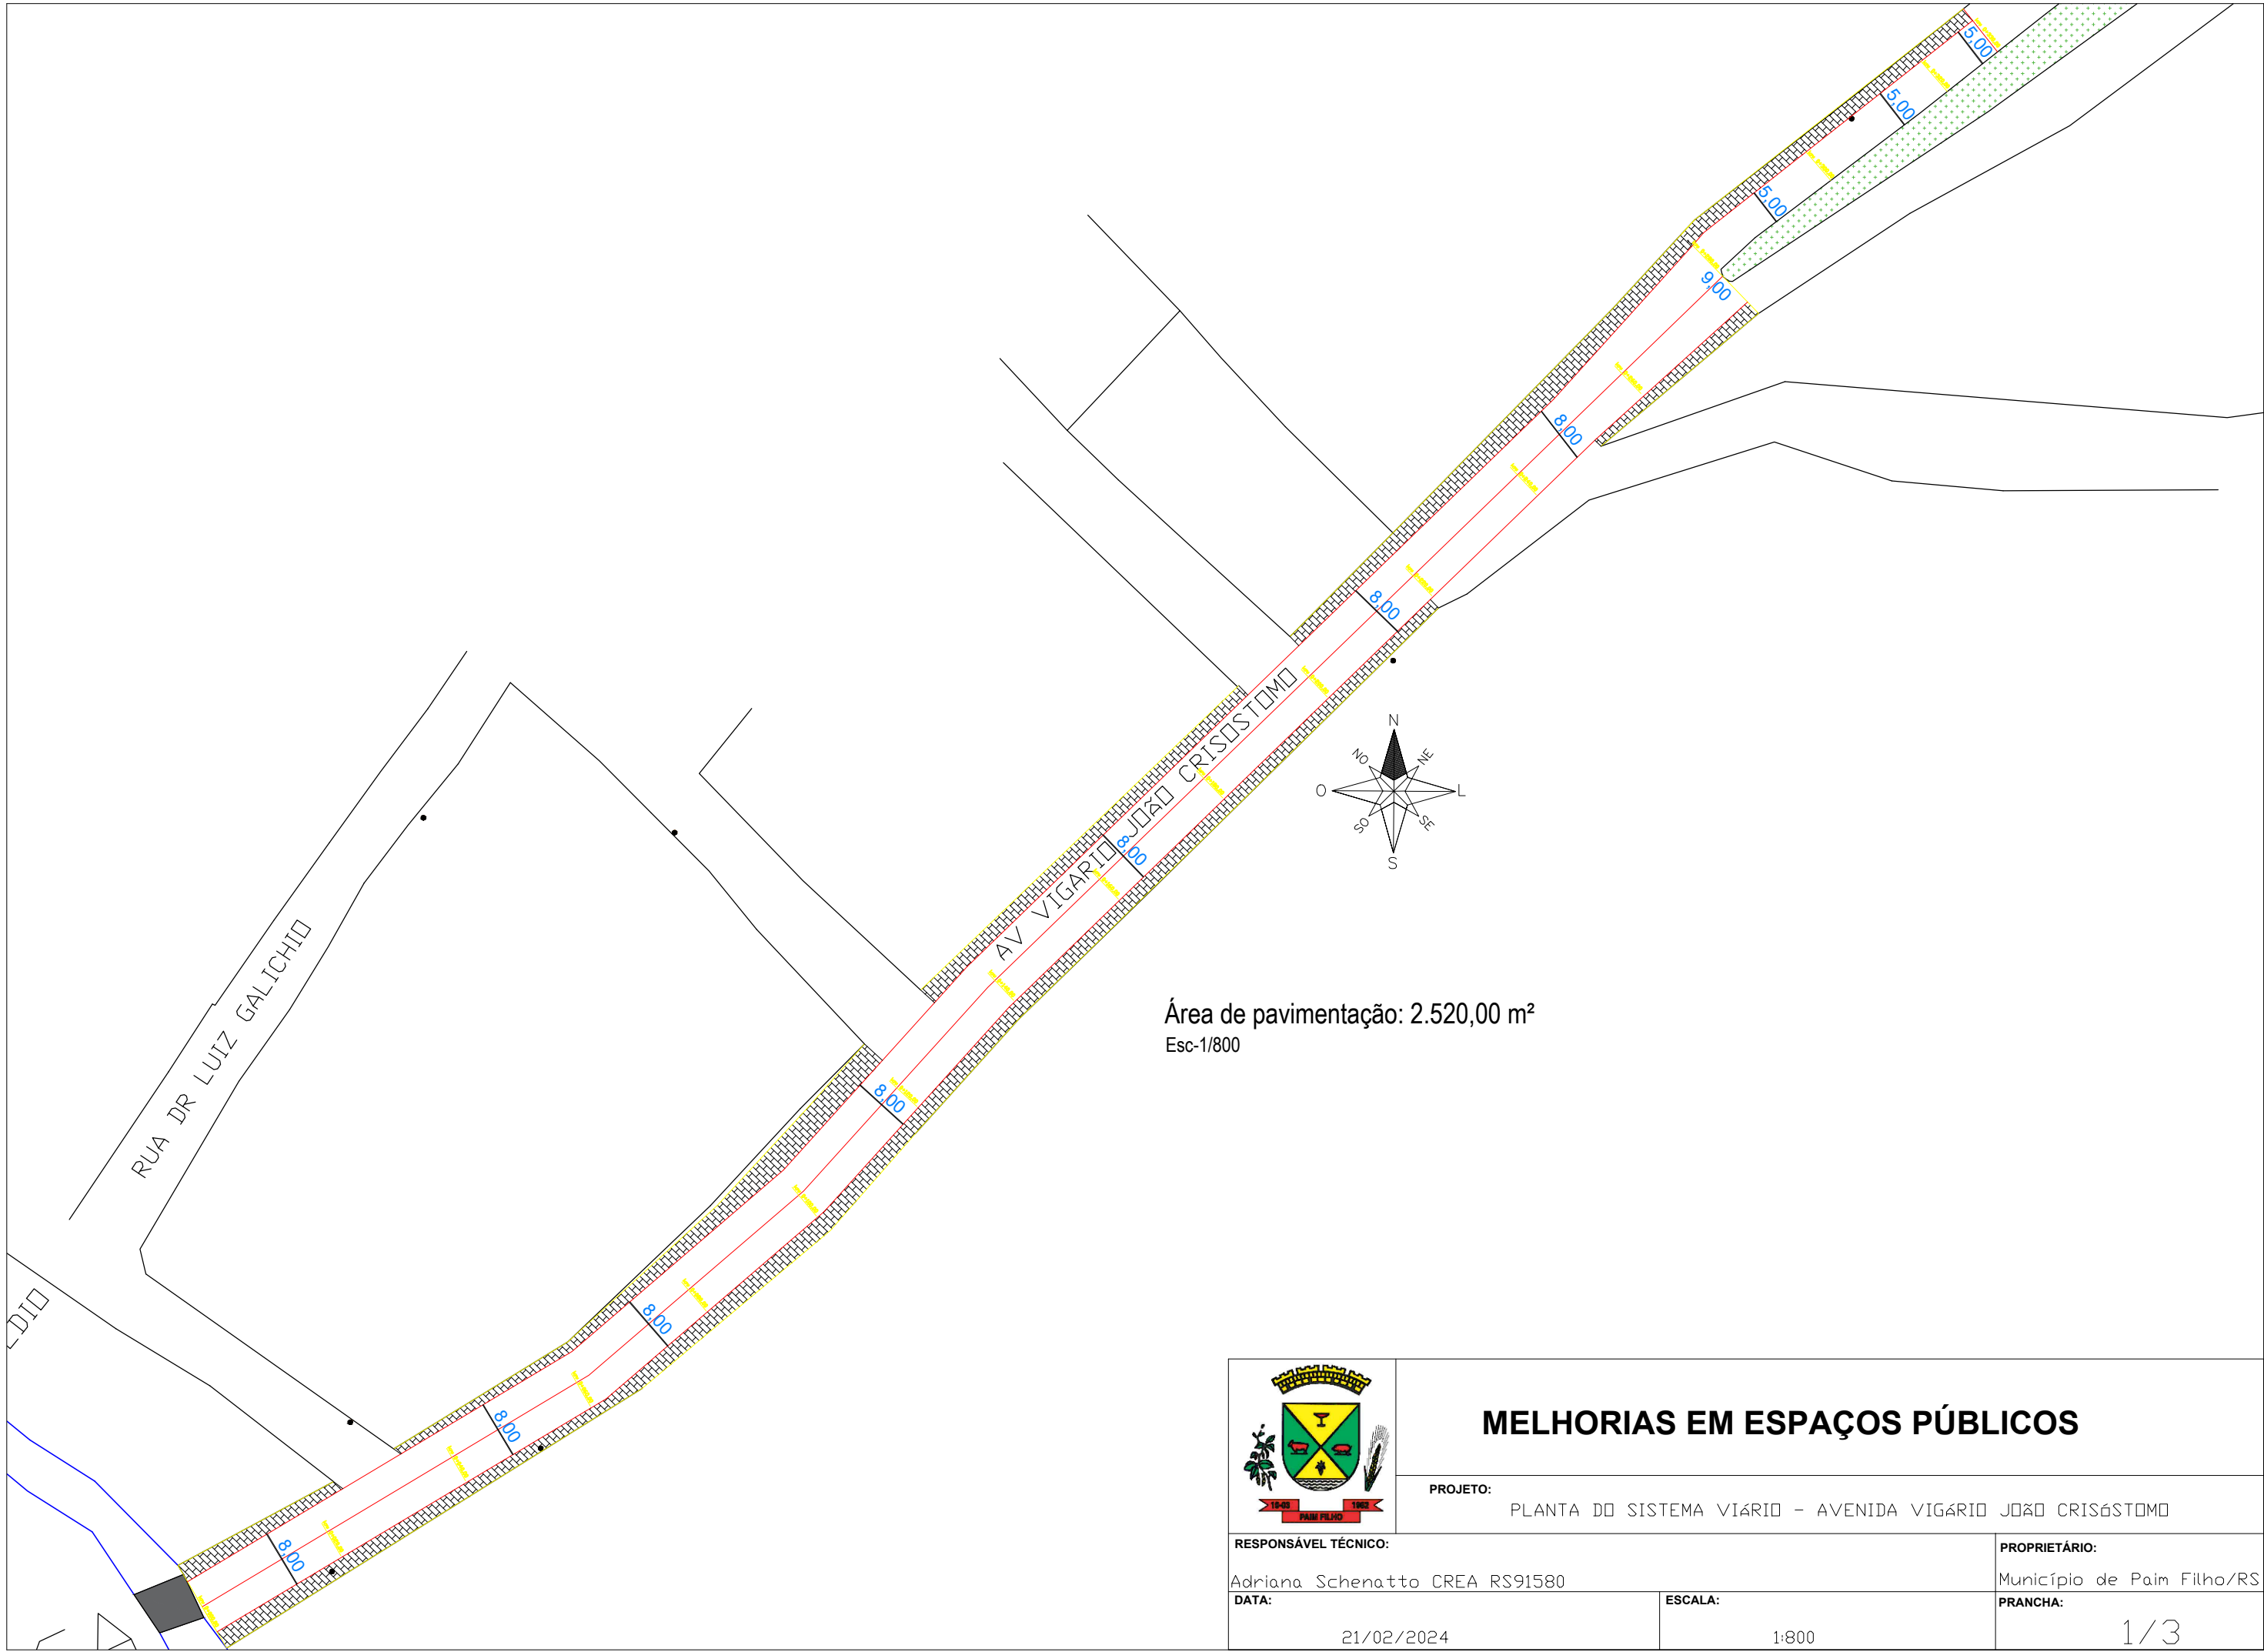 5,00
5,00
5,00
9,00
8,00
8,00
8,00
8,00
8,00
8,00
8,00
AV VIGARIO JOÃO CRISOSTOMO
RUA DR LUIZ GALICHIO
N
NO
NE
O
L
SO
SE
S
Área de pavimentação: 2.520,00 m²
Esc-1/800
MELHORIAS EM ESPAÇOS PÚBLICOS
PROJETO:
PLANTA DO SISTEMA VIáRIO - AVENIDA VIGáRIO JOãO CRISóSTOMO
1962
PAIM FILHO
RESPONSÁVEL TÉCNICO:
Adriana Schenatto CREA RS91580
PROPRIETÁRIO:
Município de Paim Filho/RS
DATA:
21/02/2024
ESCALA:
1:800
PRANCHA:
1/3